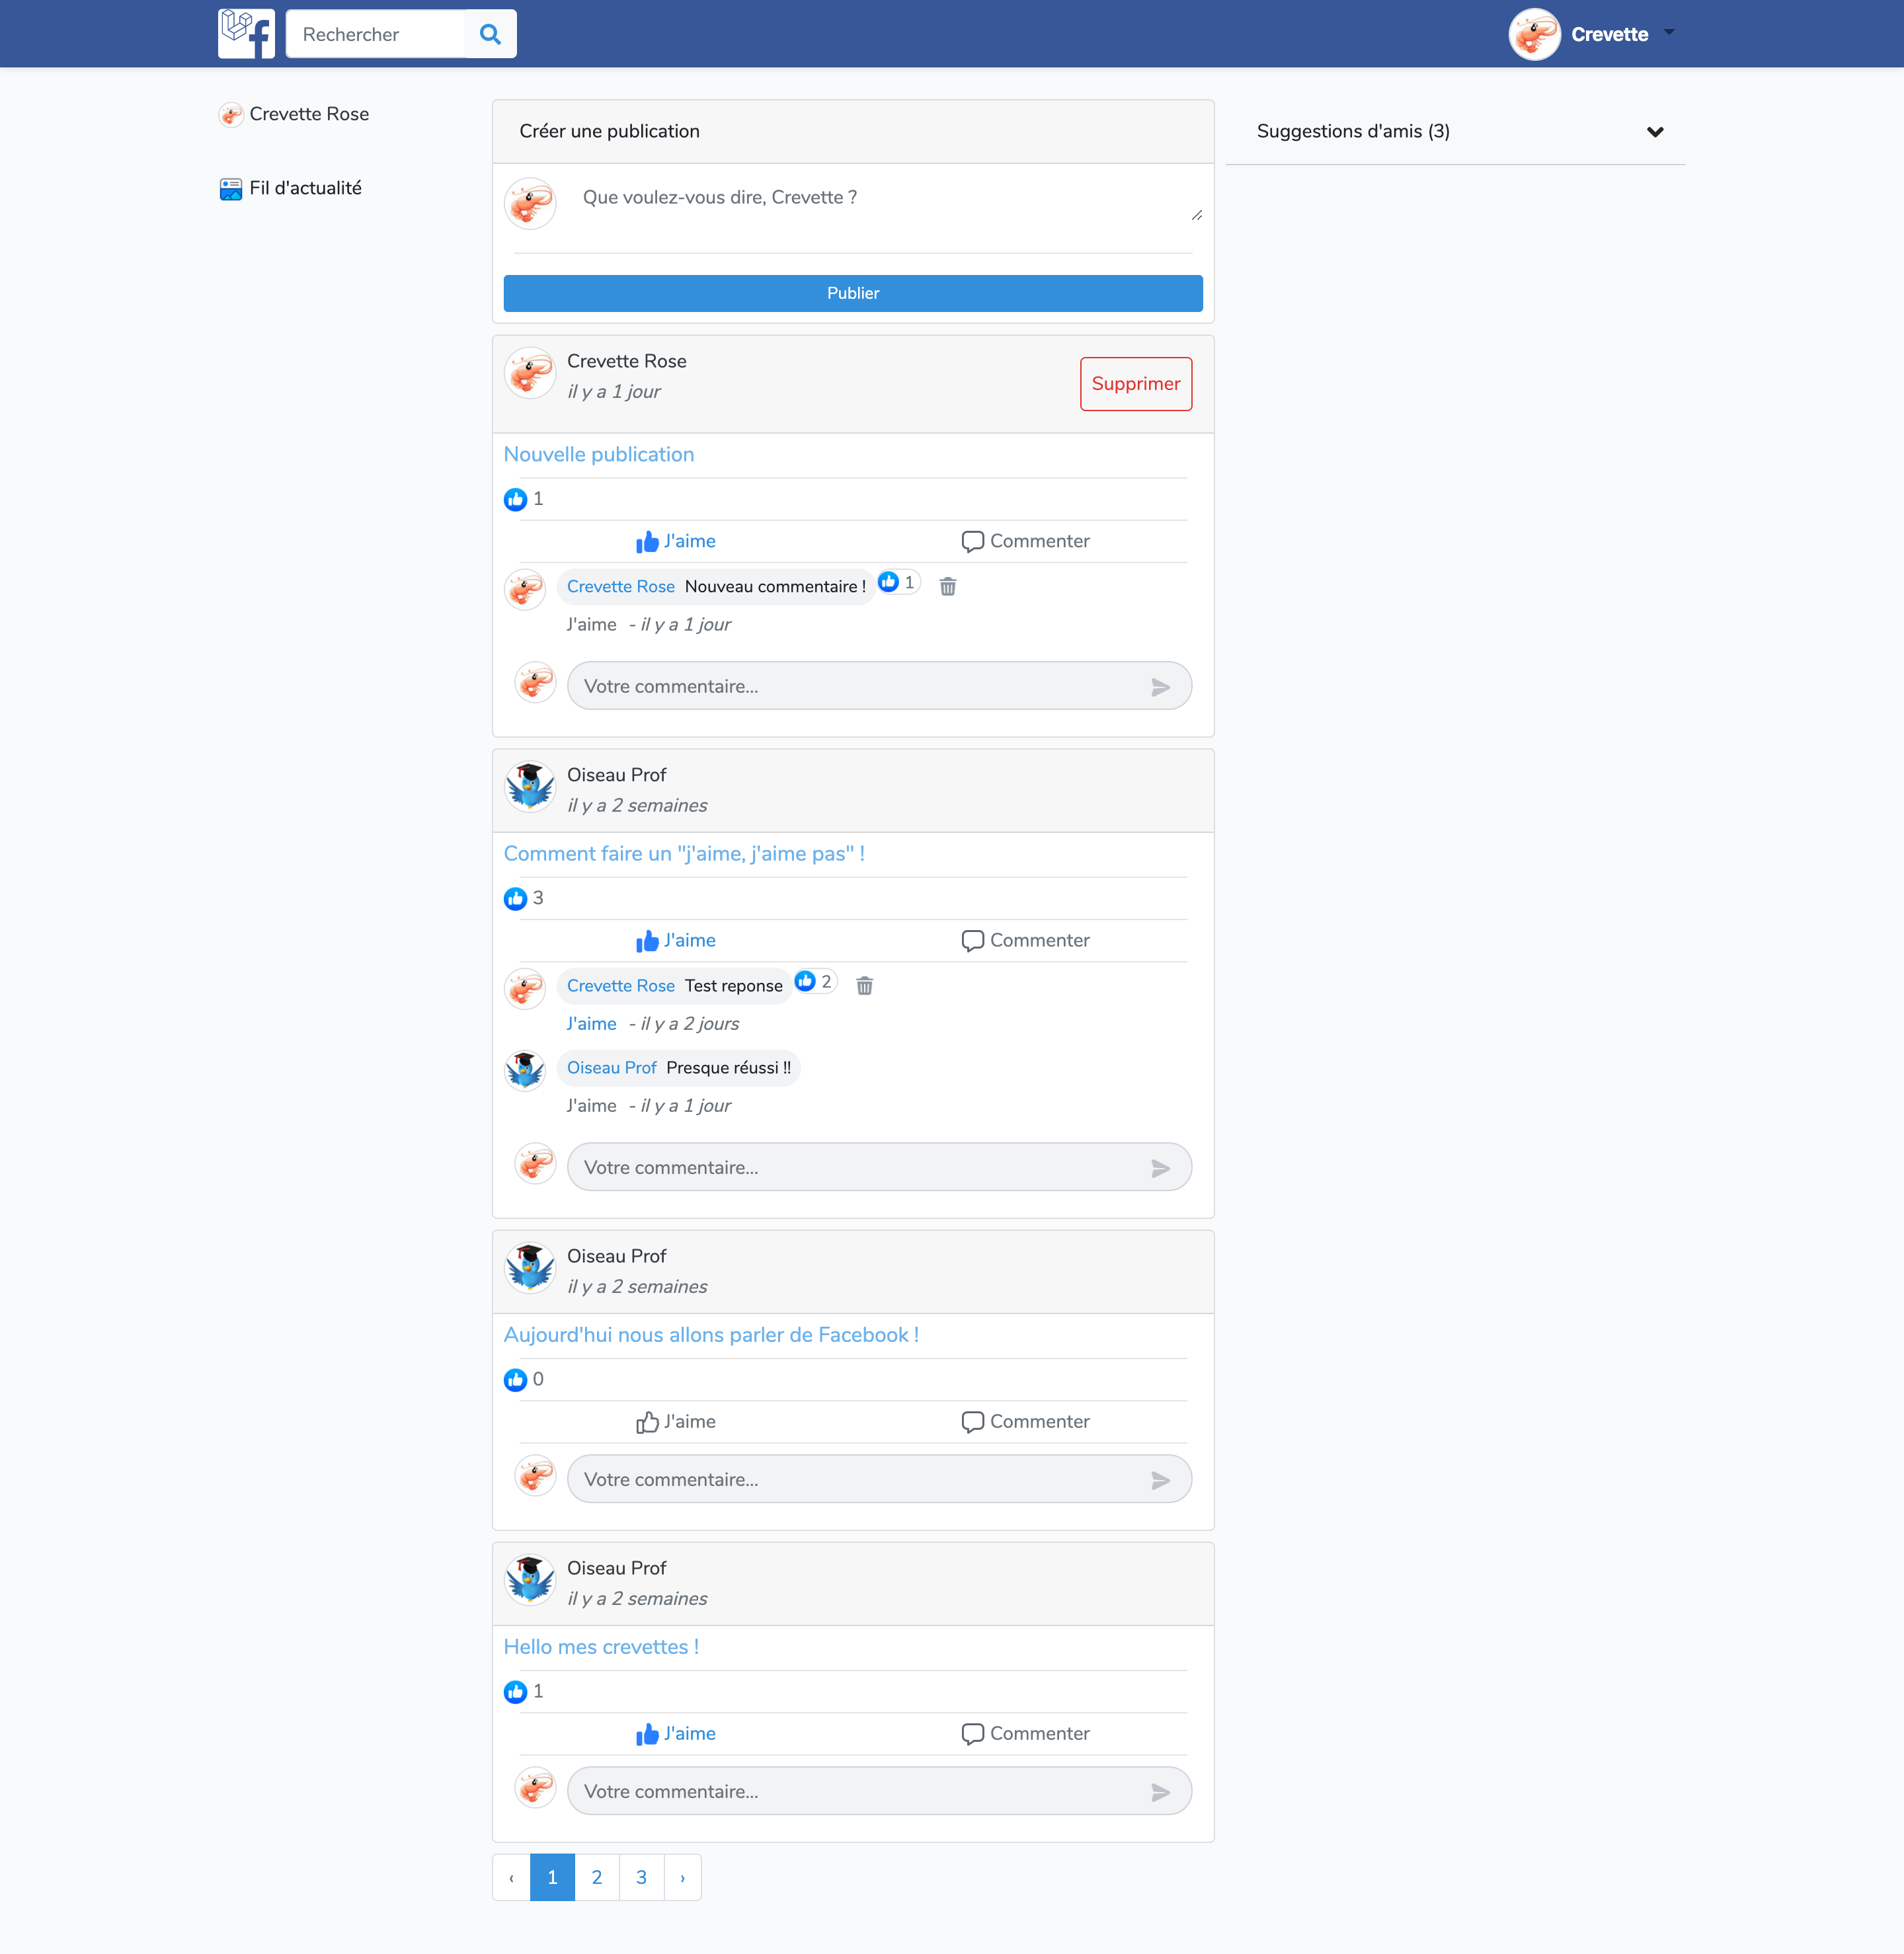 Rechercher
Crevette
Crevette Rose
Fil d'actualité
Créer une publication
Que voulez-vous dire, Crevette ?
Publier
Suggestions d'amis (3)
Crevette Rose
il y a 1 jour
Supprimer
Nouvelle publication
1
J'aime Commenter
Crevette Rose Nouveau commentaire ! 1
J'aime - il y a 1 jour
Votre commentaire...
Oiseau Prof
il y a 2 semaines
Comment faire un "j'aime, j'aime pas" !
3
J'aime Commenter
Crevette Rose Test reponse 2
J'aime - il y a 2 jours
Oiseau Prof Presque réussi !!
J'aime - il y a 1 jour
Votre commentaire...
Oiseau Prof
il y a 2 semaines
Aujourd'hui nous allons parler de Facebook !
0
J'aime Commenter
Votre commentaire...
Oiseau Prof
il y a 2 semaines
Hello mes crevettes !
1
J'aime Commenter
Votre commentaire...
‹ 1 2 3 ›